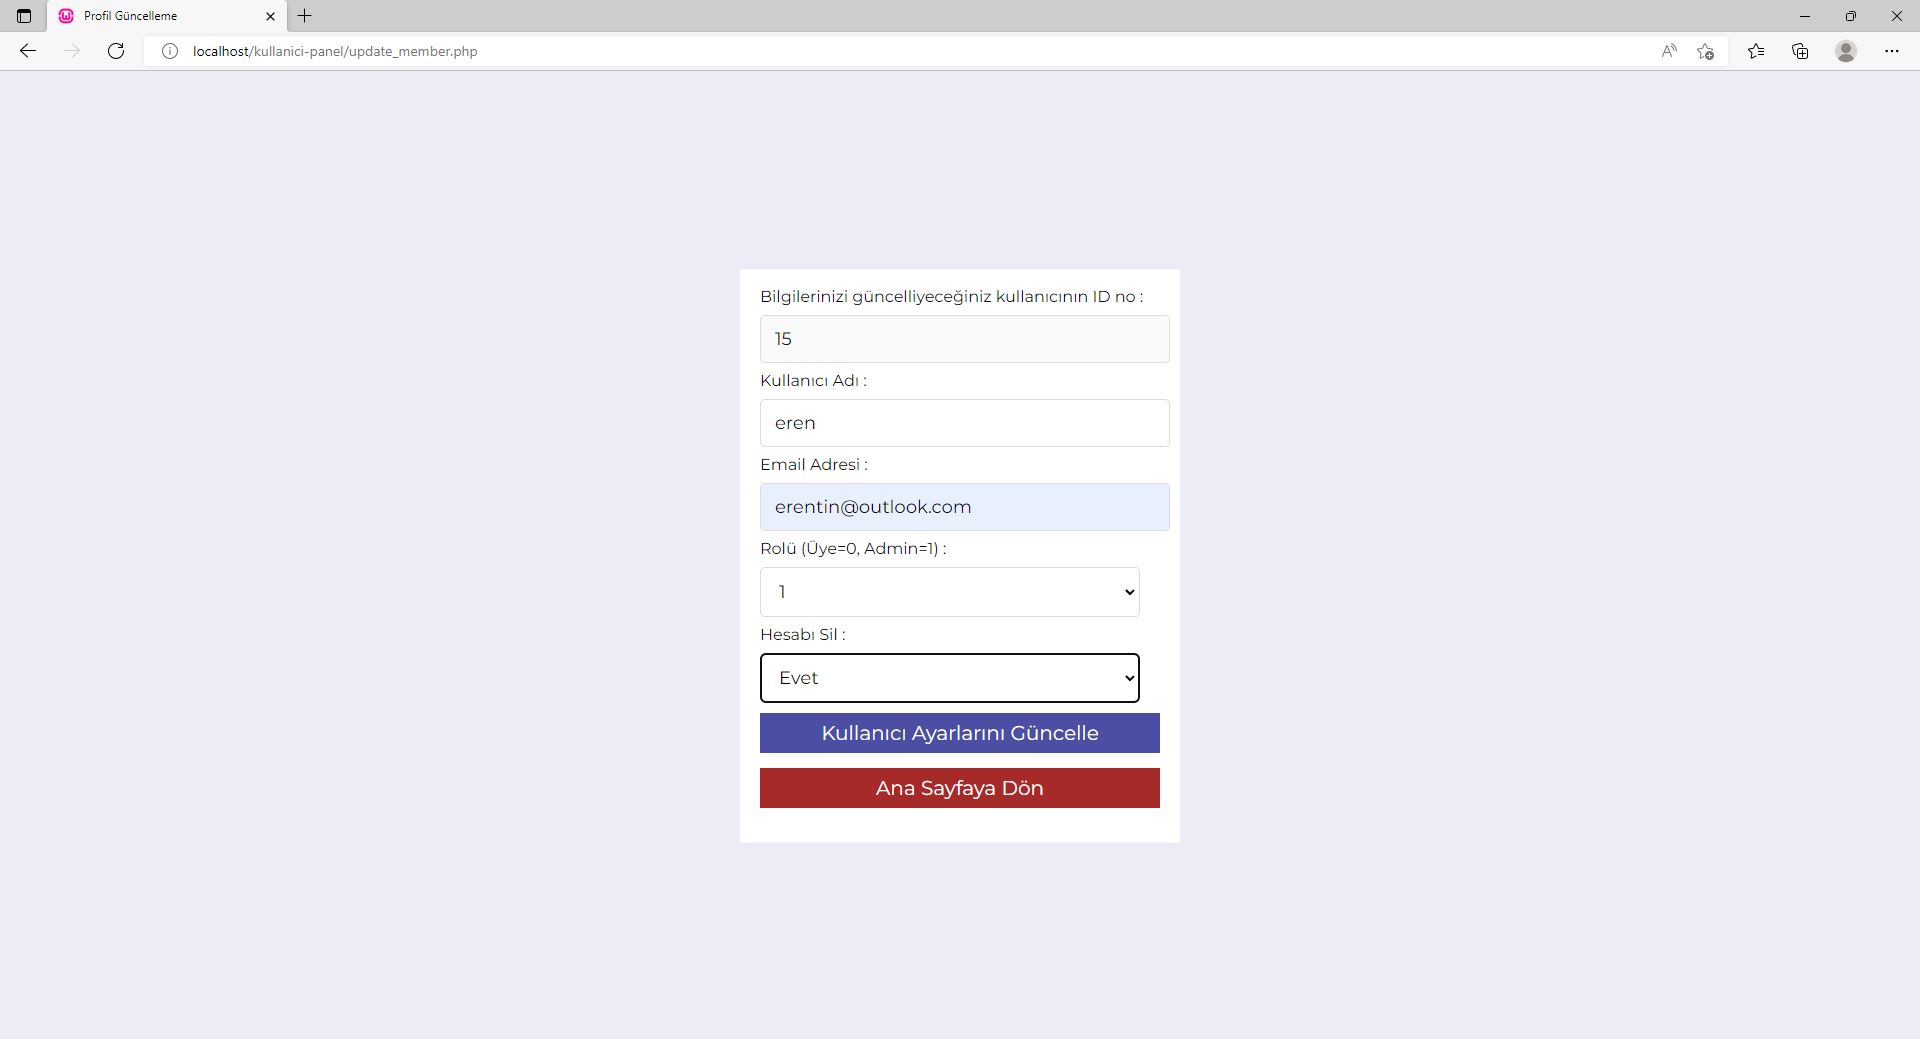 Profil Güncelleme
localhost/kullanici-panel/update_member.php
Bilgilerinizi güncelliyeceğiniz kullanıcının ID no :
15
Kullanıcı Adı :
eren
Email Adresi :
erentin@outlook.com
Rolü (Üye=0, Admin=1) :
1
Hesabı Sil :
Evet
Kullanıcı Ayarlarını Güncelle
Ana Sayfaya Dön